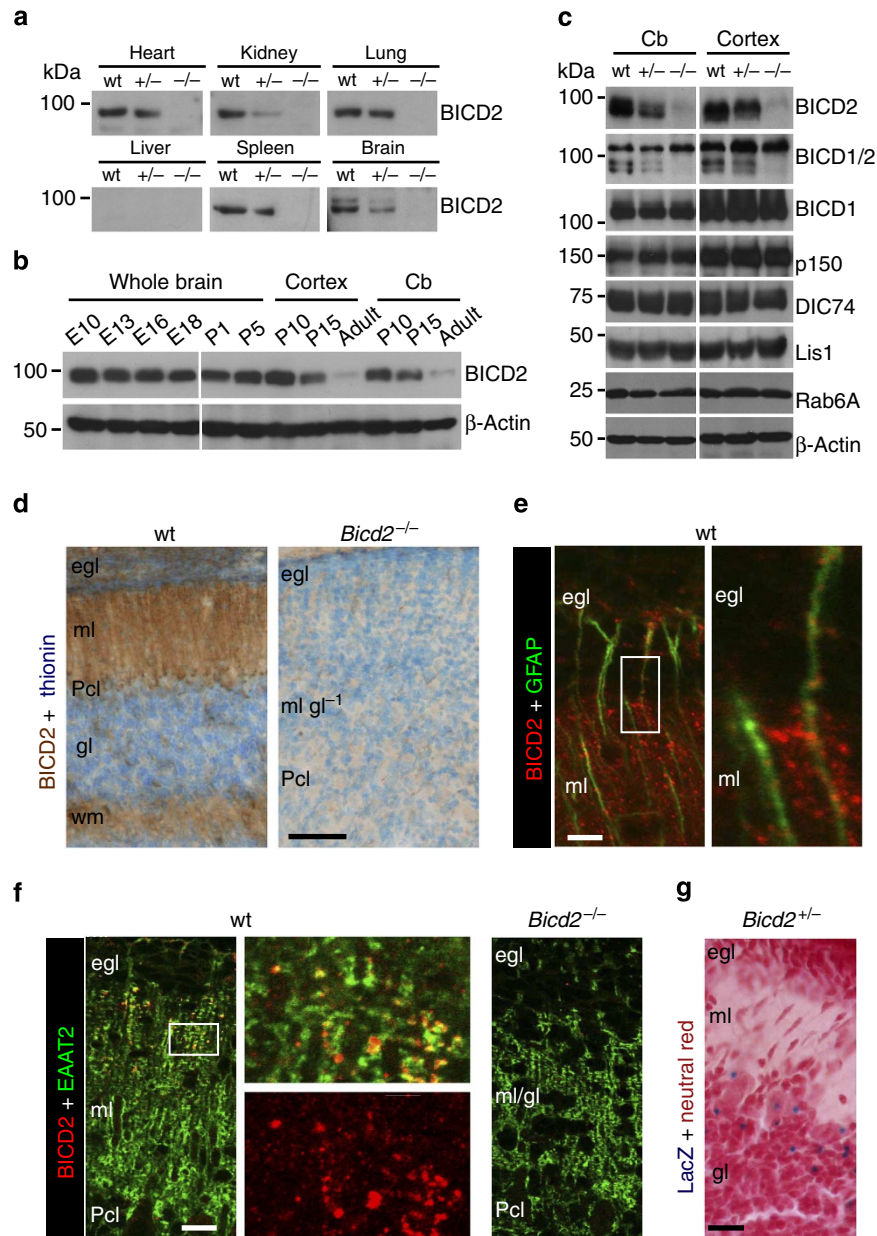 a
Heart Kidney Lung
kDa wt +/– –/– wt +/– –/– wt +/– –/–
100 BICD2
Liver Spleen Brain
wt +/– –/– wt +/– –/– wt +/– –/–
100 BICD2
b
Whole brain Cortex Cb
E10 E13 E16 E18 P1 P5 P10 P15 Adult P10 P15 Adult
100 BICD2
50 β-Actin
c
Cb Cortex
kDa wt +/– –/– wt +/– –/–
100 BICD2
100 BICD1/2
100 BICD1
150 p150
75 DIC74
50 Lis1
25 Rab6A
50 β-Actin
d
wt Bicd2–/–
BICD2 + thionin
egl egl
ml
Pcl ml gl–1
gl Pcl
wm
e
wt
BICD2 + GFAP
egl egl
ml ml
f
wt Bicd2–/–
BICD2 + EAAT2
egl egl
ml ml/gl
Pcl Pcl
g
Bicd2+/–
LacZ + neutral red
egl
ml
gl